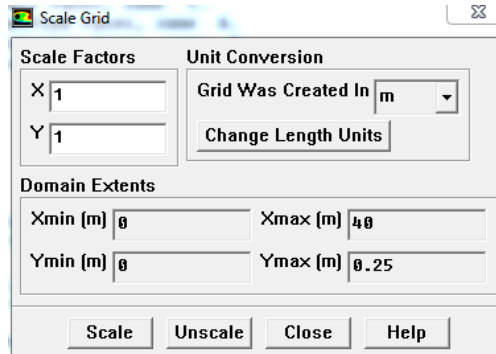 Scale Grid
Scale Factors
Unit Conversion
X 1
Grid Was Created In m
Y 1
Change Length Units
Domain Extents
Xmin (m) 0
Xmax (m) 40
Ymin (m) 0
Ymax (m) 0.25
Scale
Unscale
Close
Help